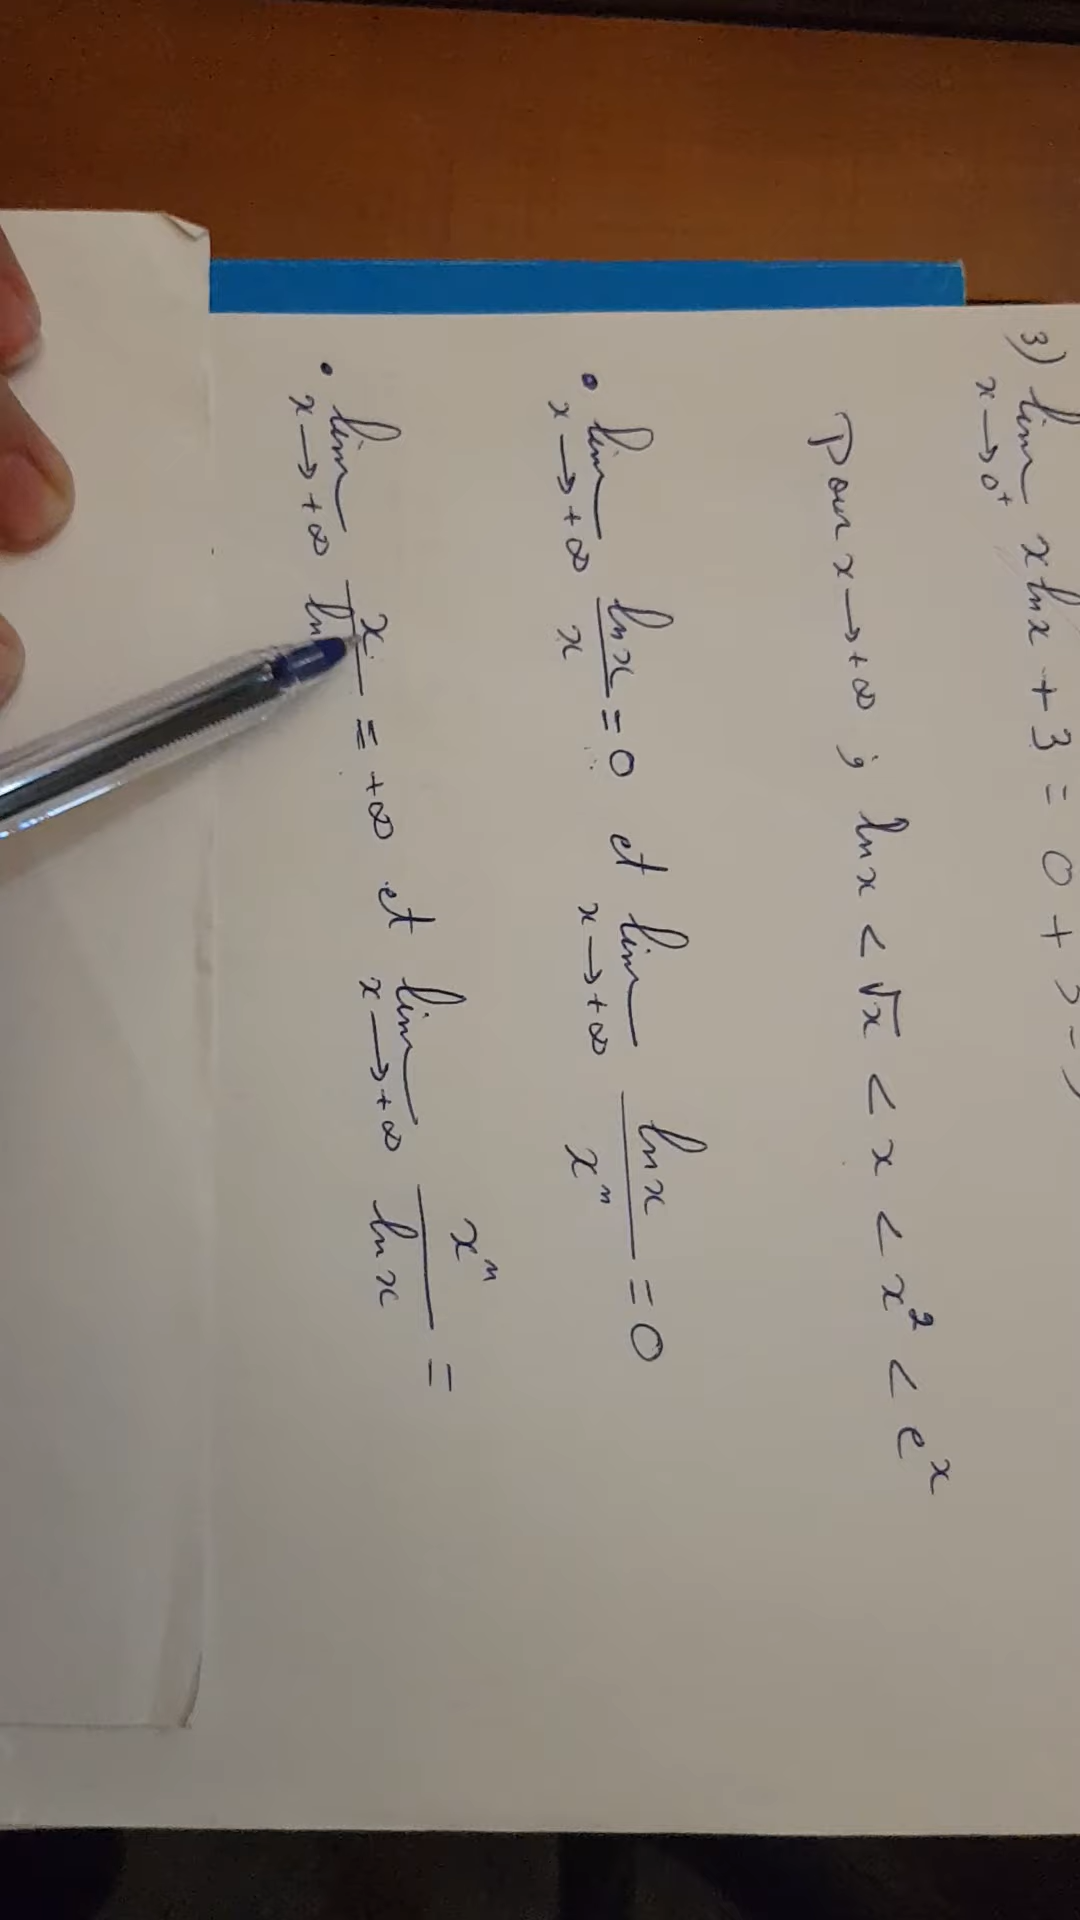 3) lim x ln x + 3 = 0 + 3 =
x → 0⁺
Pour x → +∞ ; ln x < √x < x < x² < eˣ
• lim ln x / x = 0 et lim ln x / xⁿ = 0
x → +∞ x → +∞
• lim x / ln = +∞ et lim xⁿ / ln x =
x → +∞ x → +∞